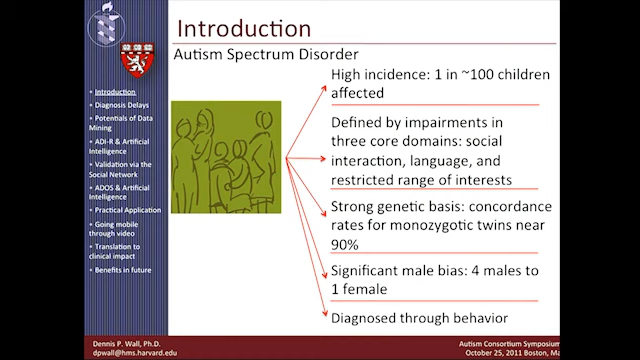 Introduction
Autism Spectrum Disorder
• Introduction
• Diagnosis Delays
• Potentials of Data
Mining
• ADI-R & Artificial
Intelligence
• Validation via the
Social Network
• ADOS & Artificial
Intelligence
• Practical Application
• Going mobile
through video
• Translation to
clinical impact
• Benefits in future
High incidence: 1 in ~100 children
affected
Defined by impairments in
three core domains: social
interaction, language, and
restricted range of interests
Strong genetic basis: concordance
rates for monozygotic twins near
90%
Significant male bias: 4 males to
1 female
Diagnosed through behavior
Dennis P. Wall, Ph.D.
dpwall@hms.harvard.edu
Autism Consortium Symposium
October 25, 2011 Boston, Ma